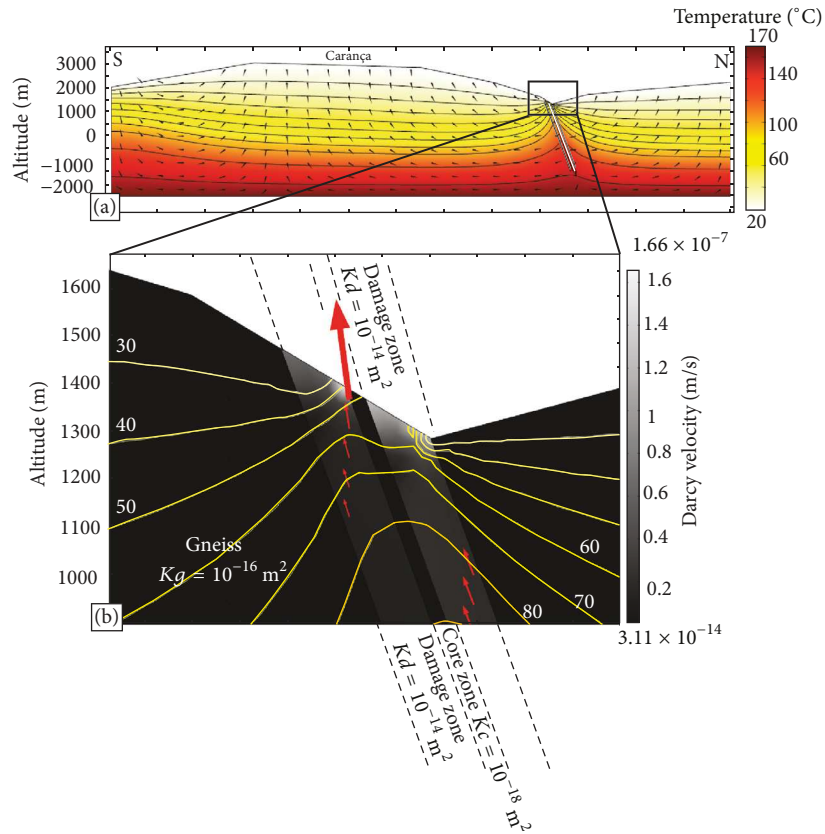 Temperature (°C)
S
Carança
N
170
140
100
60
20
3000
2000
1000
0
−1000
−2000
Altitude (m)
(a)
1.66 × 10⁻⁷
1600
1500
1400
1300
1200
1100
1000
Altitude (m)
30
40
50
60
70
80
Damage zone
Kd = 10⁻¹⁴ m²
Gneiss
Kg = 10⁻¹⁶ m²
(b)
1.6
1.4
1
0.8
0.6
0.4
0.2
Darcy velocity (m/s)
3.11 × 10⁻¹⁴
Core zone Kc = 10⁻¹⁸ m²
Damage zone
Kd = 10⁻¹⁴ m²